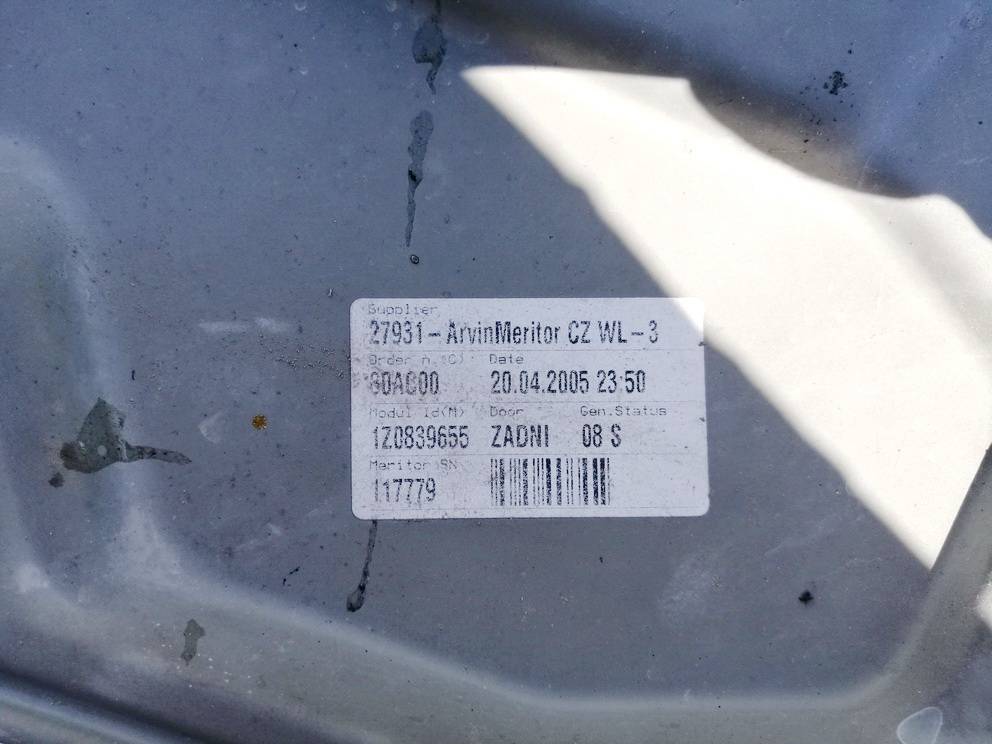 Supplier
27931 - ArvinMeritor CZ WL - 3
Order n.(C) Date
20.04.2005 23:50
Modul Id(M) Door Gen.Status
1Z0839655 ZADNI 08 S
Meritor SN
117779